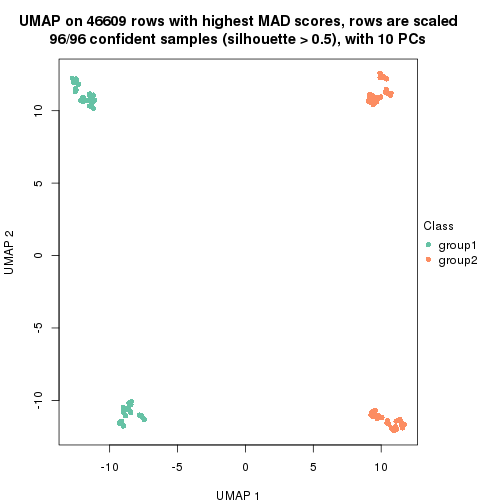 UMAP on 46609 rows with highest MAD scores, rows are scaled
96/96 confident samples (silhouette > 0.5), with 10 PCs
10
5
0
-5
-10
UMAP 2
-10
-5
0
5
10
UMAP 1
Class
group1
group2